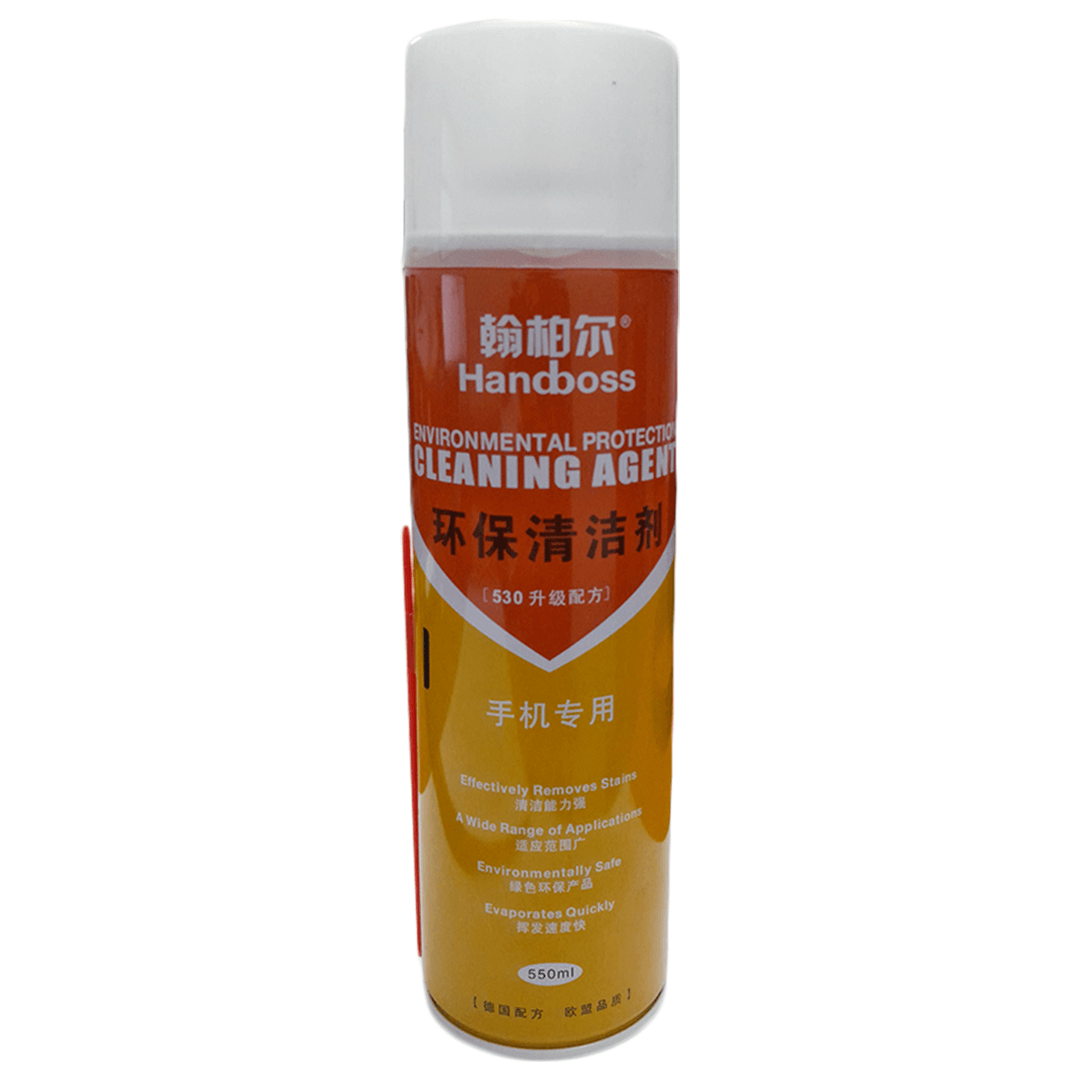 翰柏尔®
Handboss
ENVIRONMENTAL PROTECTION
CLEANING AGENT
环保清洁剂
[530升级配方]
手机专用
Effectively Removes Stains
清洁能力强
A Wide Range of Applications
适应范围广
Environmentally Safe
绿色环保产品
Evaporates Quickly
挥发速度快
550ml
【德国配方 欧盟品质】